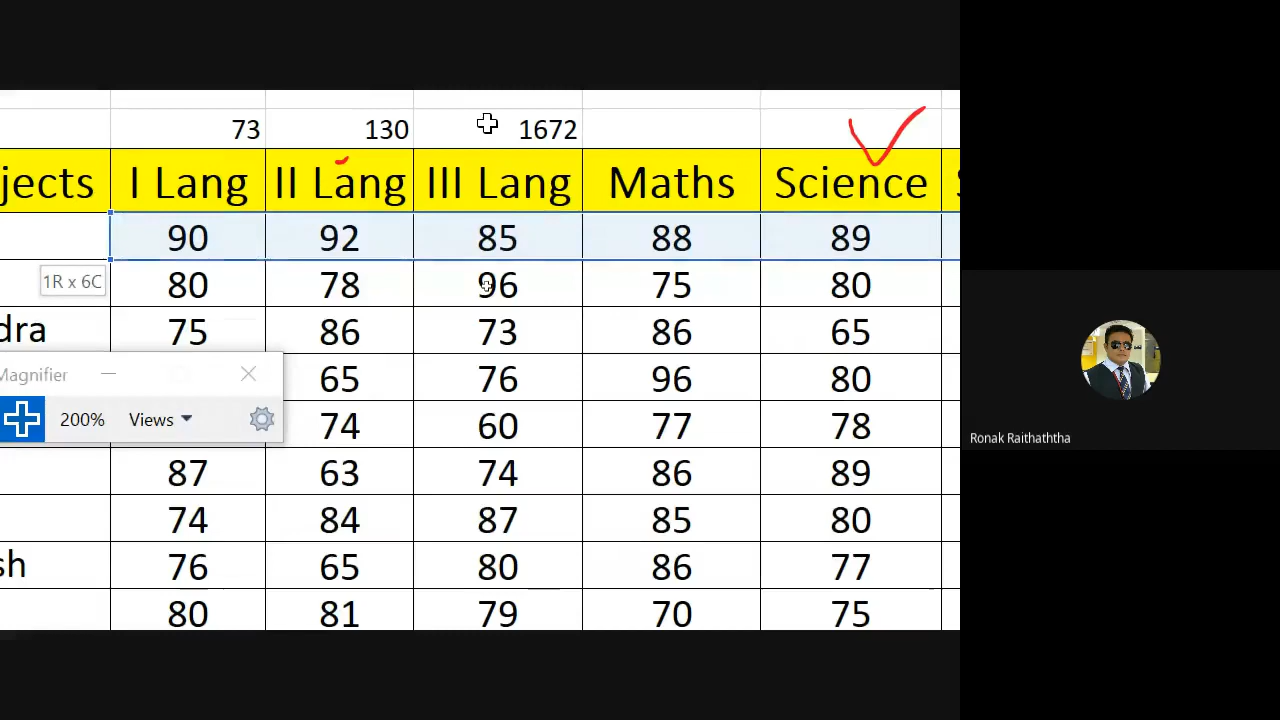 73 130 1672
jects I Lang II Lang III Lang Maths Science
90 92 85 88 89
1R x 6C 80 78 96 75 80
dra 75 86 73 86 65
Magnifier 65 76 96 80
200% Views 74 60 77 78
87 63 74 86 89
74 84 87 85 80
sh 76 65 80 86 77
80 81 79 70 75
Ronak Raithaththa